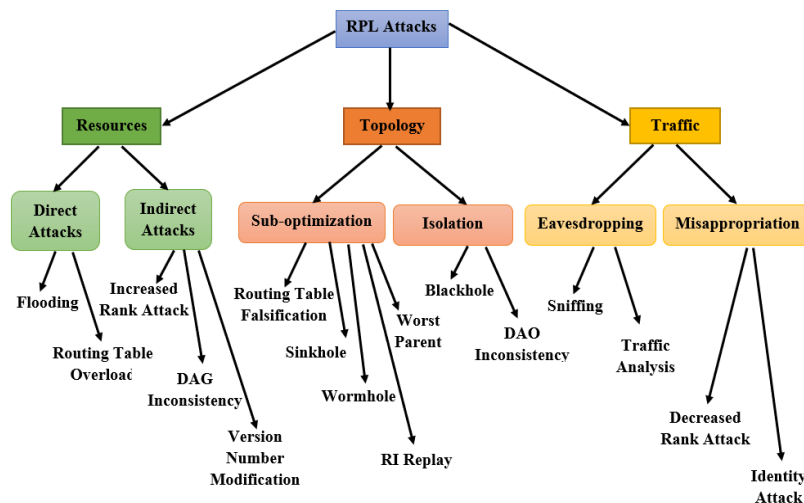 RPL Attacks
Resources
Topology
Traffic
Direct
Attacks
Indirect
Attacks
Sub-optimization
Isolation
Eavesdropping
Misappropriation
Flooding
Routing Table
Overload
Increased
Rank Attack
DAG
Inconsistency
Version
Number
Modification
Routing Table
Falsification
Sinkhole
Wormhole
RI Replay
Worst
Parent
Blackhole
DAO
Inconsistency
Sniffing
Traffic
Analysis
Decreased
Rank Attack
Identity
Attack